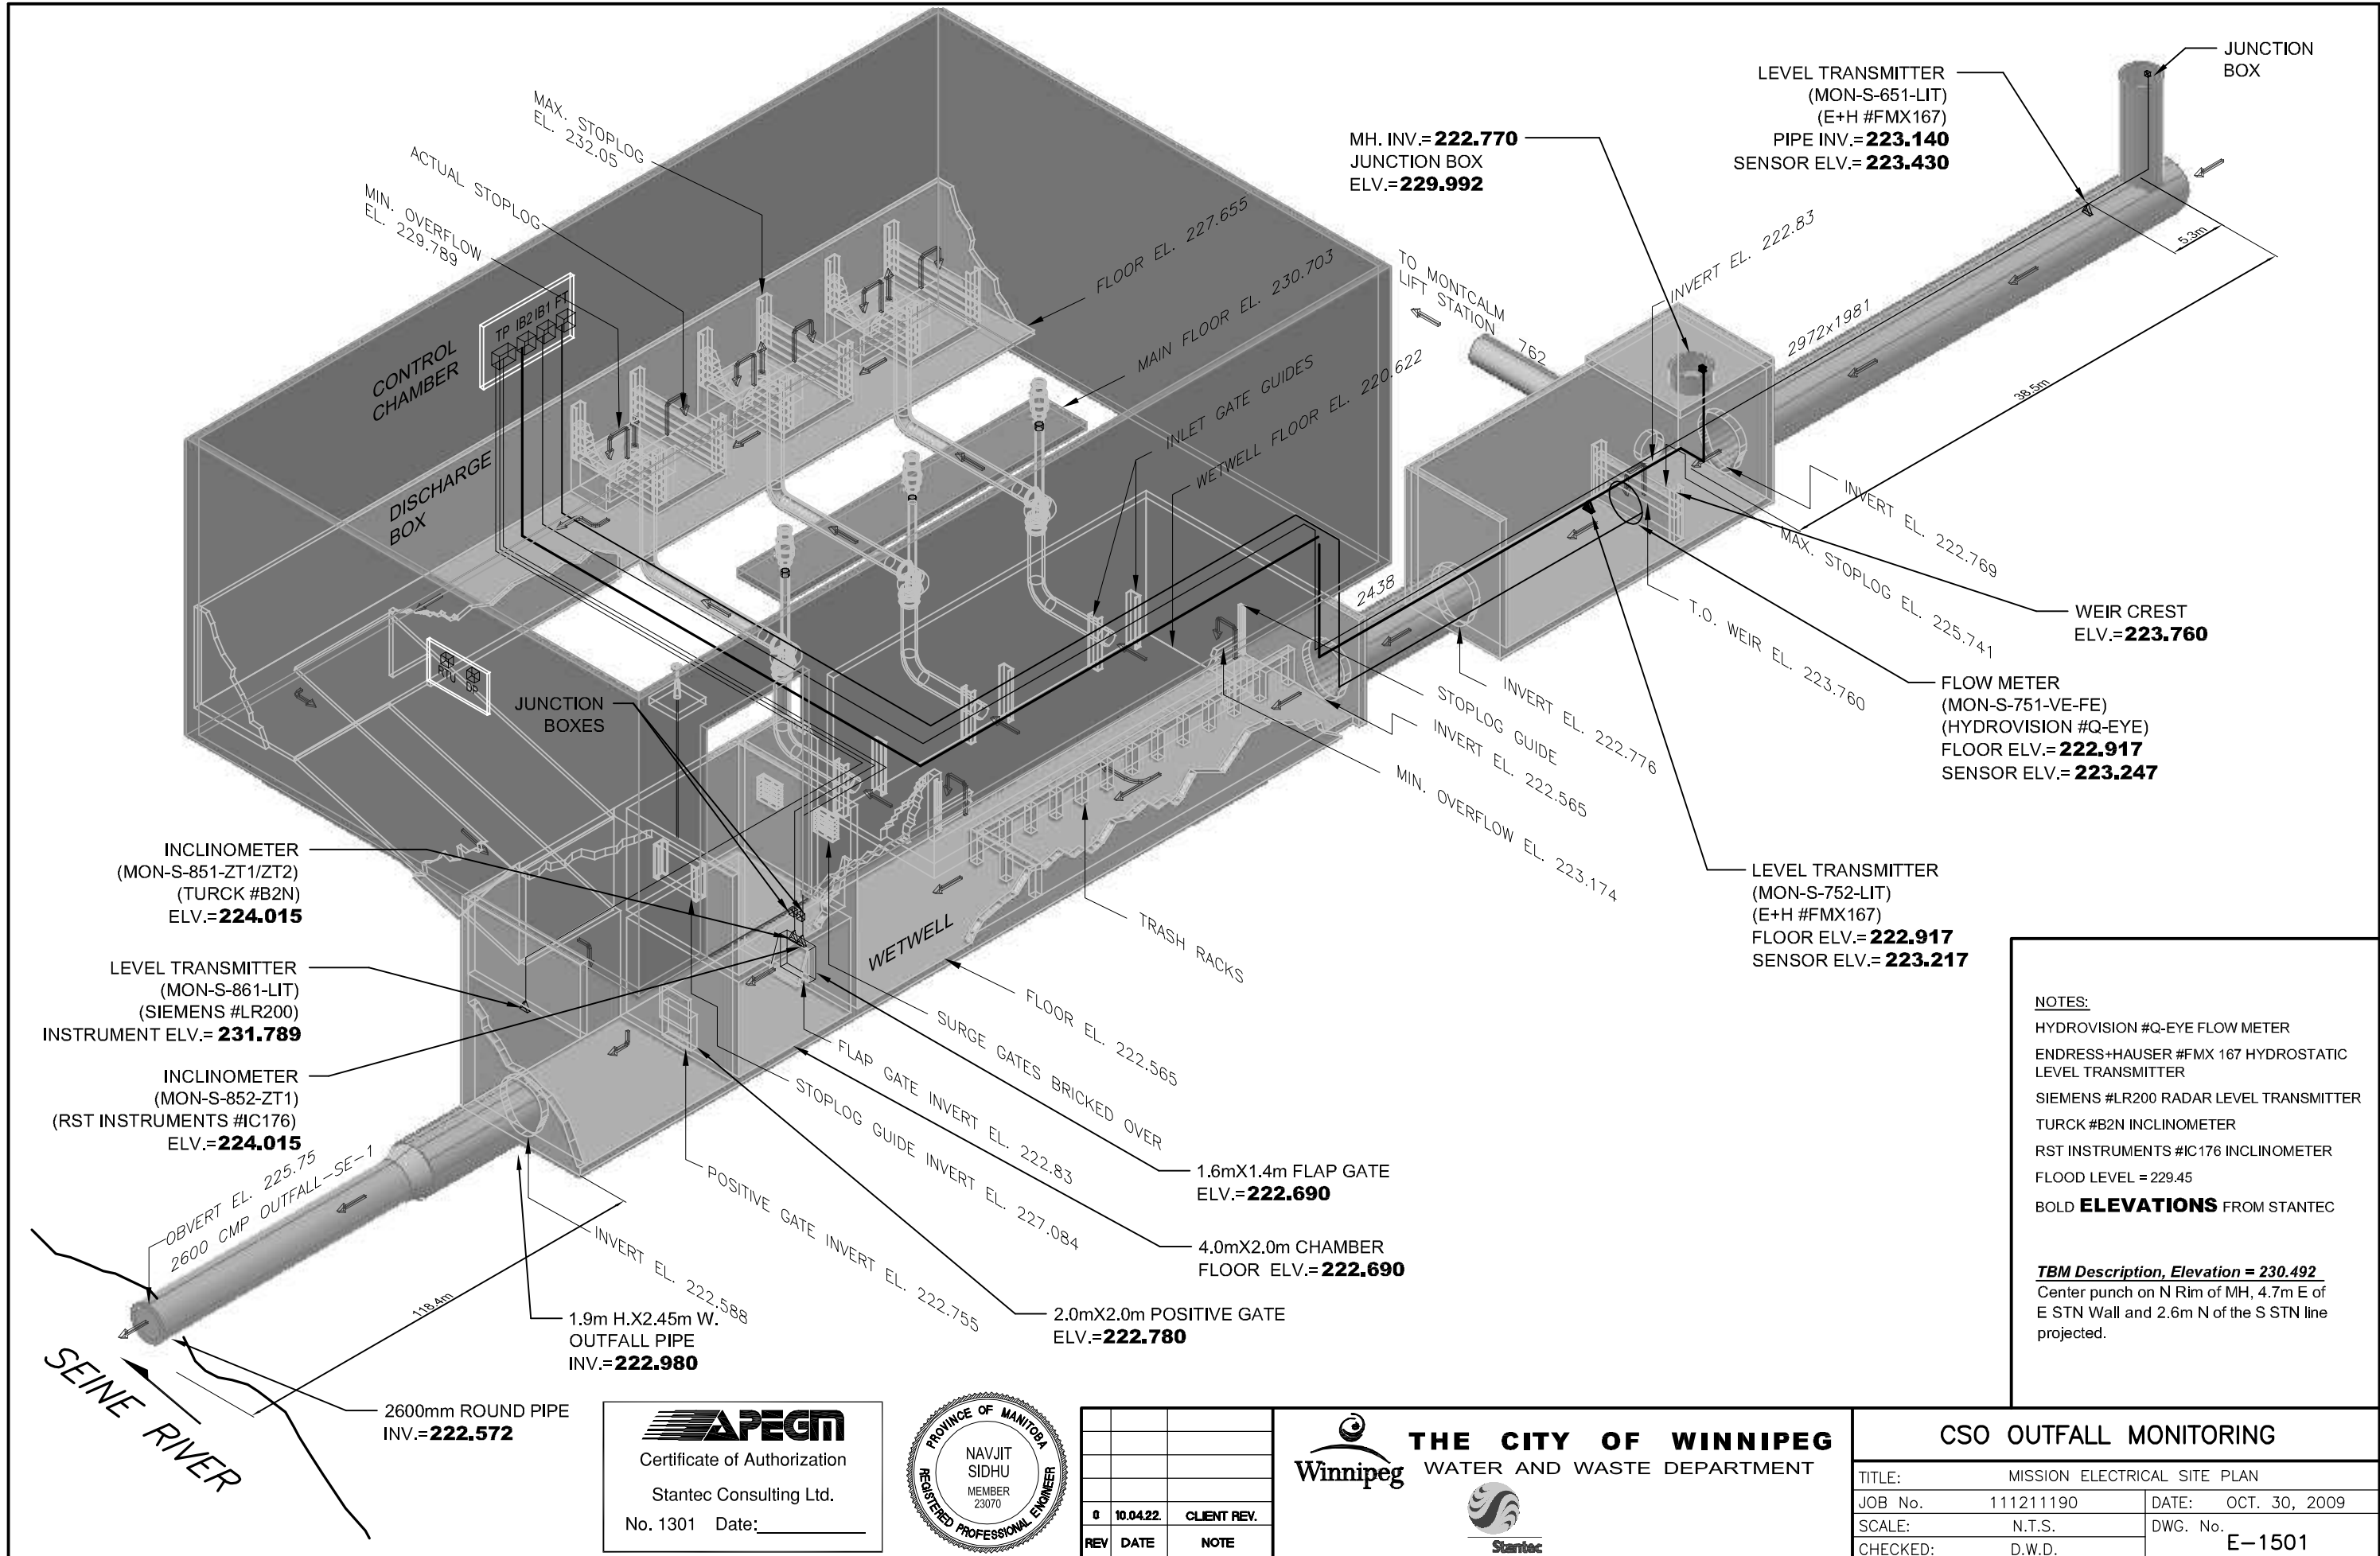 JUNCTION
BOX
LEVEL TRANSMITTER
(MON-S-651-LIT)
(E+H #FMX167)
PIPE INV.= 223.140
SENSOR ELV.= 223.430
MH. INV.= 222.770
JUNCTION BOX
ELV.= 229.992
MAX. STOPLOG
EL. 232.05
ACTUAL STOPLOG
MIN. OVERFLOW
EL. 229.789
FLOOR EL. 227.655
MAIN FLOOR EL. 230.703
INLET GATE GUIDES
WETWELL FLOOR EL. 220.622
TO MONTCALM
LIFT STATION
762
INVERT EL. 222.83
2972x1981
5.3m
38.5m
CONTROL
CHAMBER
TP IB2 IB1 FT
DISCHARGE
BOX
RTU DP
JUNCTION
BOXES
2438
INVERT EL. 222.769
MAX. STOPLOG EL. 225.741
T.O. WEIR EL. 223.760
WEIR CREST
ELV.= 223.760
FLOW METER
(MON-S-751-VE-FE)
(HYDROVISION #Q-EYE)
FLOOR ELV.= 222.917
SENSOR ELV.= 223.247
INVERT EL. 222.776
STOPLOG GUIDE
INVERT EL. 222.565
MIN. OVERFLOW EL. 223.174
LEVEL TRANSMITTER
(MON-S-752-LIT)
(E+H #FMX167)
FLOOR ELV.= 222.917
SENSOR ELV.= 223.217
TRASH RACKS
WETWELL
FLOOR EL. 222.565
SURGE GATES BRICKED OVER
FLAP GATE INVERT EL. 222.83
STOPLOG GUIDE INVERT EL. 227.084
POSITIVE GATE INVERT EL. 222.755
INVERT EL. 222.588
INCLINOMETER
(MON-S-851-ZT1/ZT2)
(TURCK #B2N)
ELV.= 224.015
LEVEL TRANSMITTER
(MON-S-861-LIT)
(SIEMENS #LR200)
INSTRUMENT ELV.= 231.789
INCLINOMETER
(MON-S-852-ZT1)
(RST INSTRUMENTS #IC176)
ELV.= 224.015
OBVERT EL. 225.75
2600 CMP OUTFALL-SE-1
118.4m
1.6mX1.4m FLAP GATE
ELV.= 222.690
4.0mX2.0m CHAMBER
FLOOR ELV.= 222.690
2.0mX2.0m POSITIVE GATE
ELV.= 222.780
1.9m H.X2.45m W.
OUTFALL PIPE
INV.= 222.980
2600mm ROUND PIPE
INV.= 222.572
SEINE RIVER
NOTES:
HYDROVISION #Q-EYE FLOW METER
ENDRESS+HAUSER #FMX 167 HYDROSTATIC
LEVEL TRANSMITTER
SIEMENS #LR200 RADAR LEVEL TRANSMITTER
TURCK #B2N INCLINOMETER
RST INSTRUMENTS #IC176 INCLINOMETER
FLOOD LEVEL = 229.45
BOLD ELEVATIONS FROM STANTEC
TBM Description, Elevation = 230.492
Center punch on N Rim of MH, 4.7m E of
E STN Wall and 2.6m N of the S STN line
projected.
APEGM
Certificate of Authorization
Stantec Consulting Ltd.
No. 1301 Date:
PROVINCE OF MANITOBA
NAVJIT
SIDHU
MEMBER
23070
REGISTERED PROFESSIONAL ENGINEER
0 10.04.22. CLIENT REV.
REV DATE NOTE
Winnipeg
THE CITY OF WINNIPEG
WATER AND WASTE DEPARTMENT
Stantec
CSO OUTFALL MONITORING
TITLE: MISSION ELECTRICAL SITE PLAN
JOB No. 111211190 DATE: OCT. 30, 2009
SCALE: N.T.S. DWG. No. E-1501
CHECKED: D.W.D.